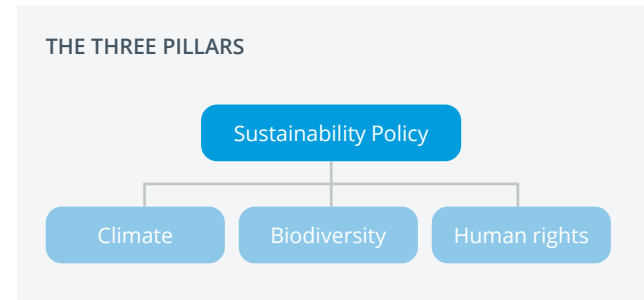 THE THREE PILLARS
Sustainability Policy
Climate
Biodiversity
Human rights